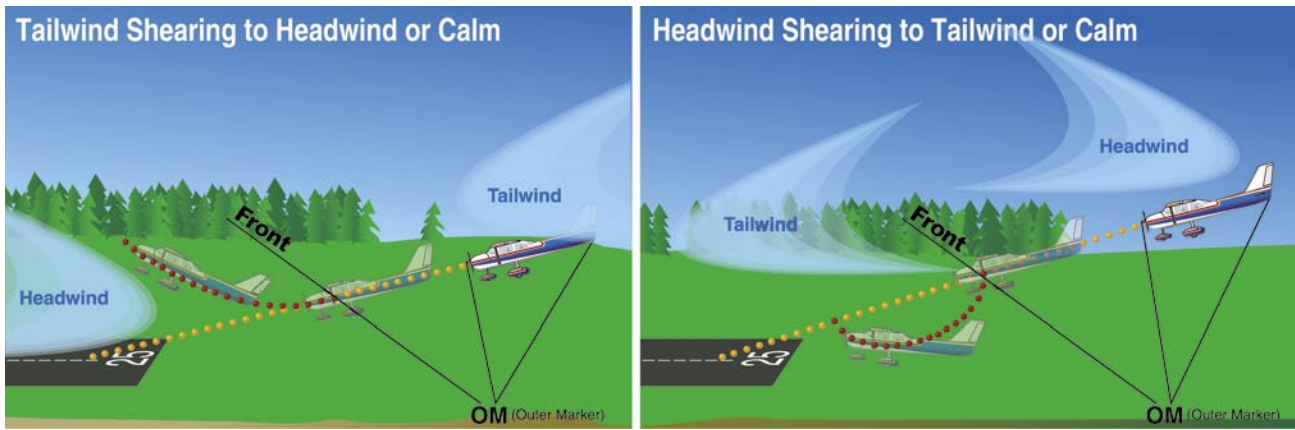 Tailwind Shearing to Headwind or Calm
Tailwind
Front
Headwind
25
OM (Outer Marker)
Headwind Shearing to Tailwind or Calm
Headwind
Tailwind
Front
25
OM (Outer Marker)